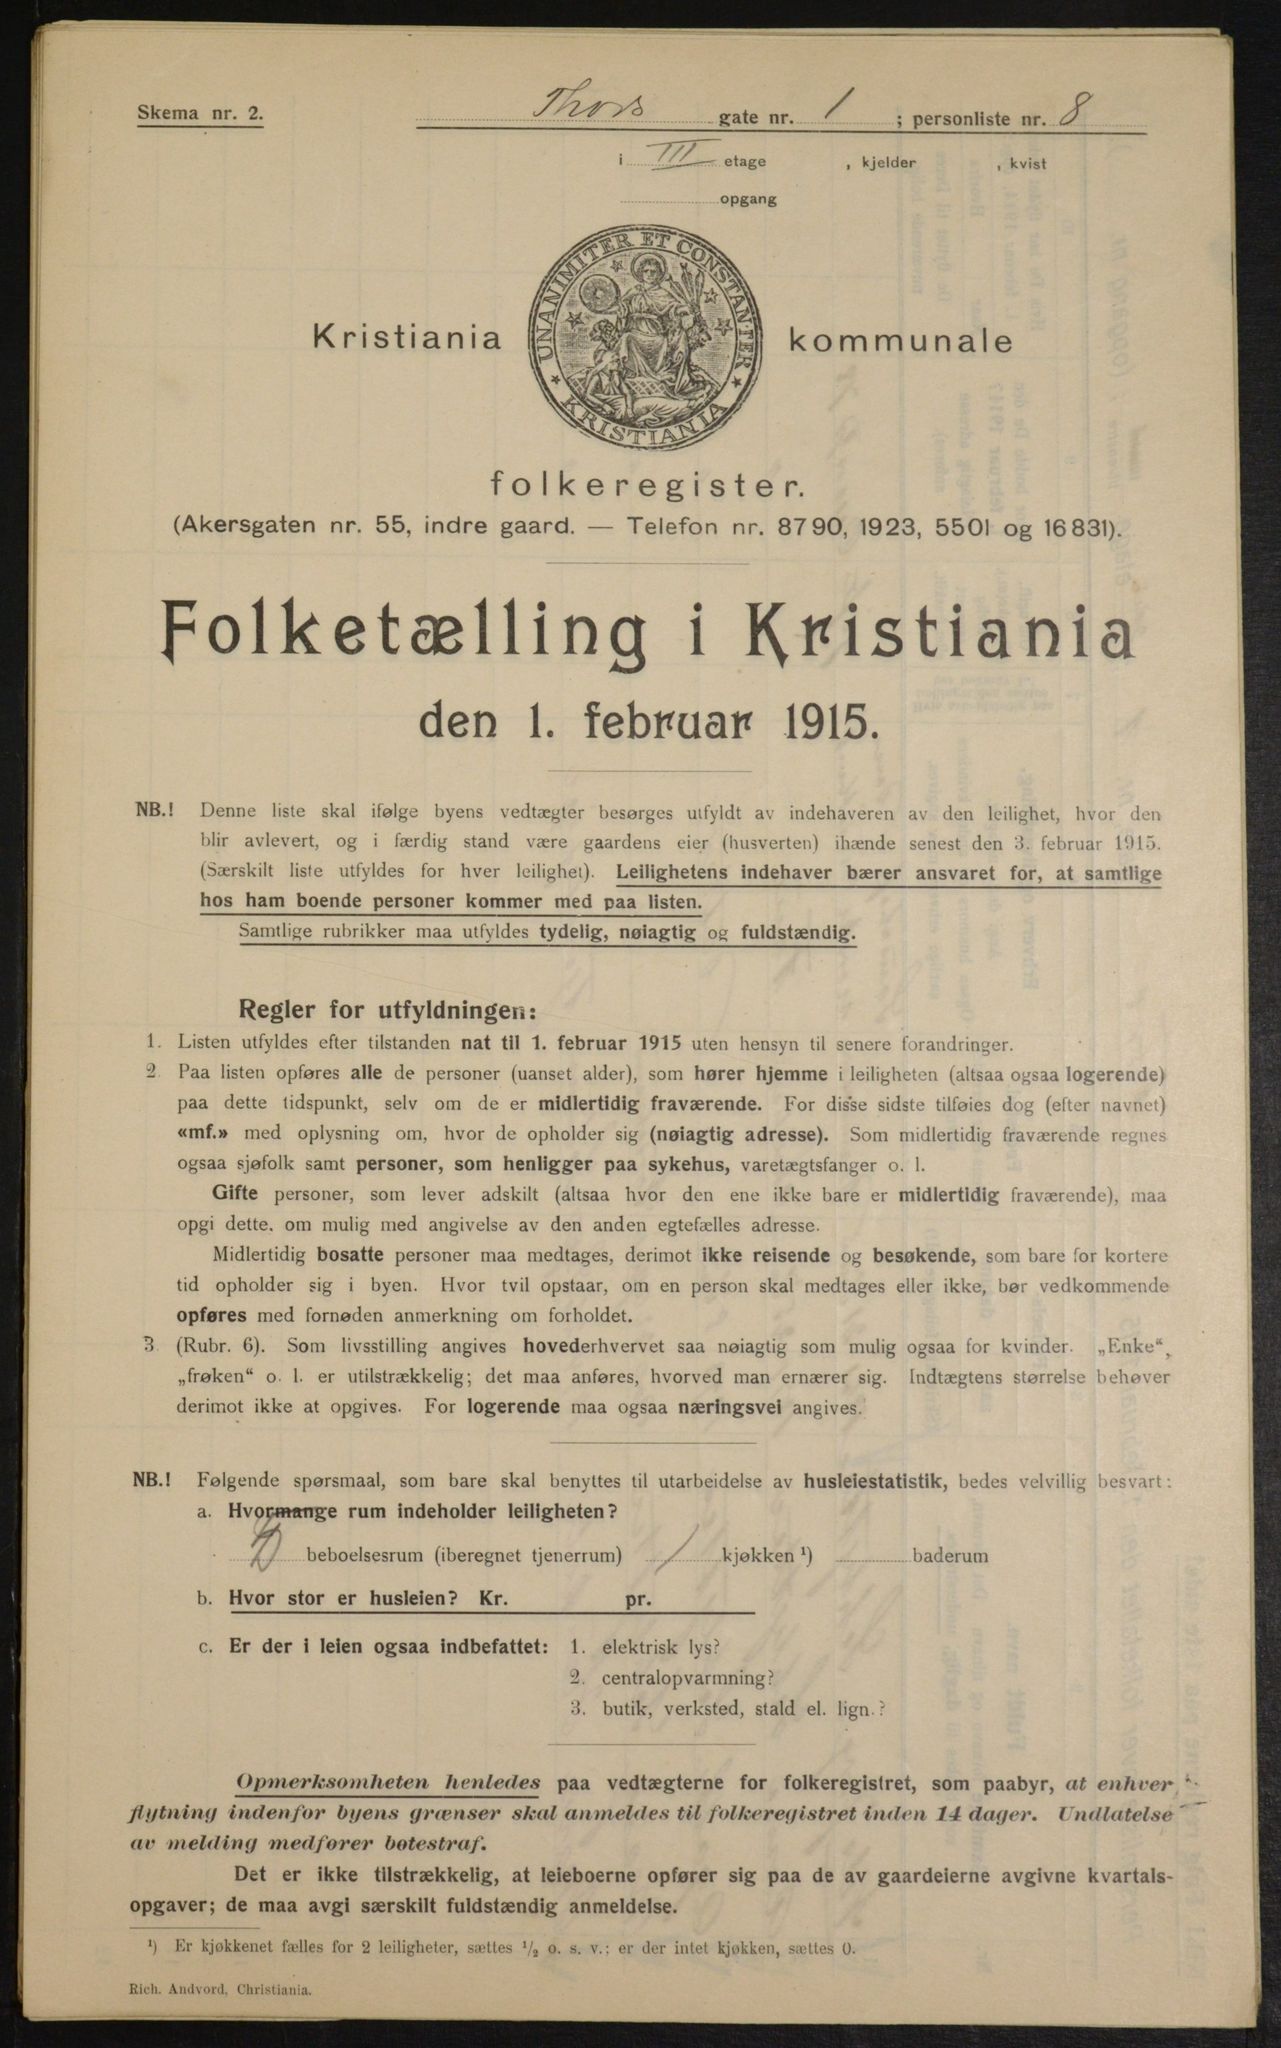 Skema nr. 2.
Thors gate nr. 1 ; personliste nr. 8
i III etage , kjelder , kvist
opgang
UNANIMITER ET CONSTANTER
KRISTIANIA
Kristiania kommunale
folkeregister.
(Akersgaten nr. 55, indre gaard. — Telefon nr. 8790, 1923, 5501 og 16831).
Folketælling i Kristiania
den 1. februar 1915.
NB.! Denne liste skal ifølge byens vedtægter besørges utfyldt av indehaveren av den leilighet, hvor den
blir avlevert, og i færdig stand være gaardens eier (husverten) ihænde senest den 3. februar 1915.
(Særskilt liste utfyldes for hver leilighet). Leilighetens indehaver bærer ansvaret for, at samtlige
hos ham boende personer kommer med paa listen.
Samtlige rubrikker maa utfyldes tydelig, nøiagtig og fuldstændig.
Regler for utfyldningen:
1. Listen utfyldes efter tilstanden nat til 1. februar 1915 uten hensyn til senere forandringer.
2. Paa listen opføres alle de personer (uanset alder), som hører hjemme i leiligheten (altsaa ogsaa logerende)
paa dette tidspunkt, selv om de er midlertidig fraværende. For disse sidste tilføies dog (efter navnet)
«mf.» med oplysning om, hvor de opholder sig (nøiagtig adresse). Som midlertidig fraværende regnes
ogsaa sjøfolk samt personer, som henligger paa sykehus, varetægtsfanger o. l.
Gifte personer, som lever adskilt (altsaa hvor den ene ikke bare er midlertidig fraværende), maa
opgi dette, om mulig med angivelse av den anden egtefælles adresse.
Midlertidig bosatte personer maa medtages, derimot ikke reisende og besøkende, som bare for kortere
tid opholder sig i byen. Hvor tvil opstaar, om en person skal medtages eller ikke, bør vedkommende
opføres med fornøden anmerkning om forholdet.
3. (Rubr. 6). Som livsstilling angives hovederhvervet saa nøiagtig som mulig ogsaa for kvinder. „Enke“,
„frøken“ o. l. er utilstrækkelig; det maa anføres, hvorved man ernærer sig. Indtægtens størrelse behøver
derimot ikke at opgives. For logerende maa ogsaa næringsvei angives.
NB.! Følgende spørsmaal, som bare skal benyttes til utarbeidelse av husleiestatistik, bedes velvillig besvart:
a. Hvormange rum indeholder leiligheten?
beboelsesrum (iberegnet tjenerrum) 1 kjøkken ¹) baderum
b. Hvor stor er husleien? Kr. pr.
c. Er der i leien ogsaa indbefattet: 1. elektrisk lys?
2. centralopvarmning?
3. butik, verksted, stald el. lign.?
Opmerksomheten henledes paa vedtægterne for folkeregistret, som paabyr, at enhver
flytning indenfor byens grænser skal anmeldes til folkeregistret inden 14 dager. Undlatelse
av melding medfører bøtestraf.
Det er ikke tilstrækkelig, at leieboerne opfører sig paa de av gaardeierne avgivne kvartals-
opgaver; de maa avgi særskilt fuldstændig anmeldelse.
¹) Er kjøkkenet fælles for 2 leiligheter, sættes ¹/₂ o. s. v.; er der intet kjøkken, sættes 0.
Rich. Andvord, Christiania.